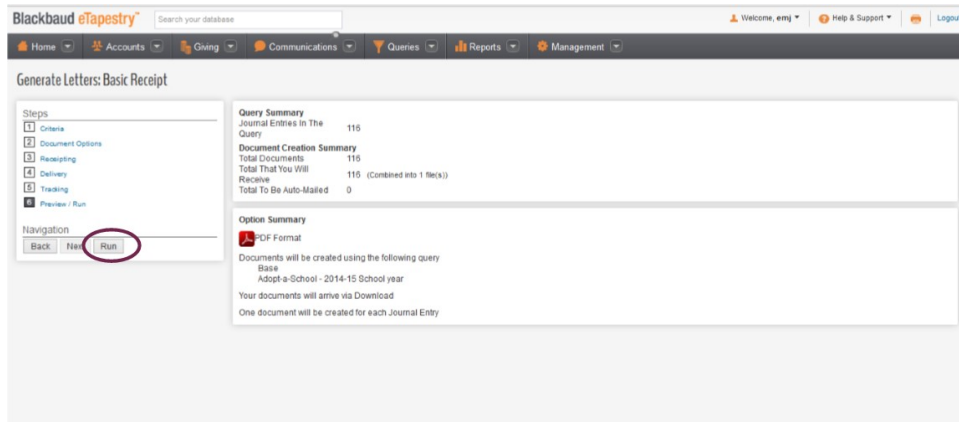 Blackbaud eTapestry™ Search your database Welcome, emj Help & Support Logou
Home Accounts Giving Communications Queries Reports Management
Generate Letters: Basic Receipt
Steps
1 Criteria
2 Document Options
3 Receipting
4 Delivery
5 Tracking
6 Preview / Run
Navigation
Back Next Run
Query Summary
Journal Entries In The
Query 116
Document Creation Summary
Total Documents 116
Total That You Will
Receive 116 (Combined into 1 file(s))
Total To Be Auto-Mailed 0
Option Summary
PDF Format
Documents will be created using the following query
Base
Adopt-a-School - 2014-15 School year
Your documents will arrive via Download
One document will be created for each Journal Entry